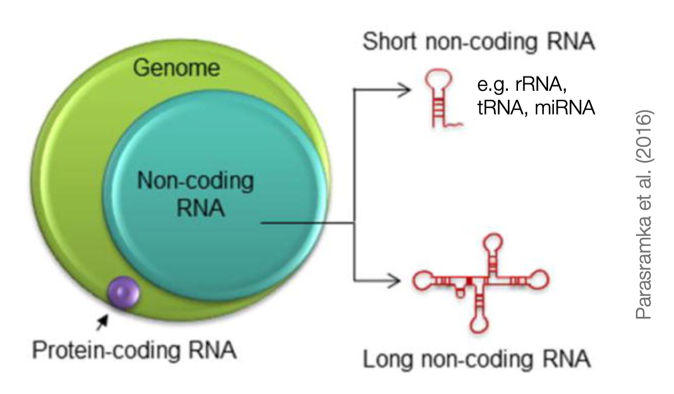 Short non-coding RNA
Genome
e.g. rRNA,
tRNA, miRNA
Non-coding
RNA
Parasramka et al. (2016)
Protein-coding RNA
Long non-coding RNA